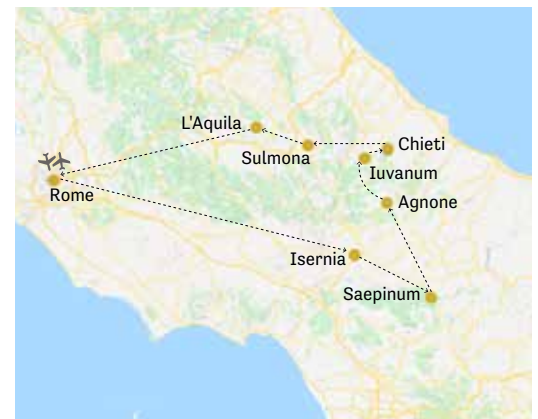 L'Aquila
Chieti
Sulmona
Iuvanum
Rome
Agnone
Isernia
Saepinum